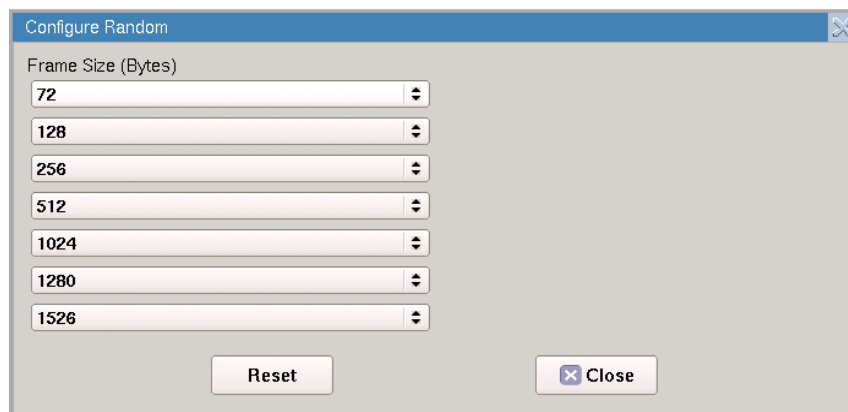 Configure Random
Frame Size (Bytes)
72
128
256
512
1024
1280
1526
Reset
Close